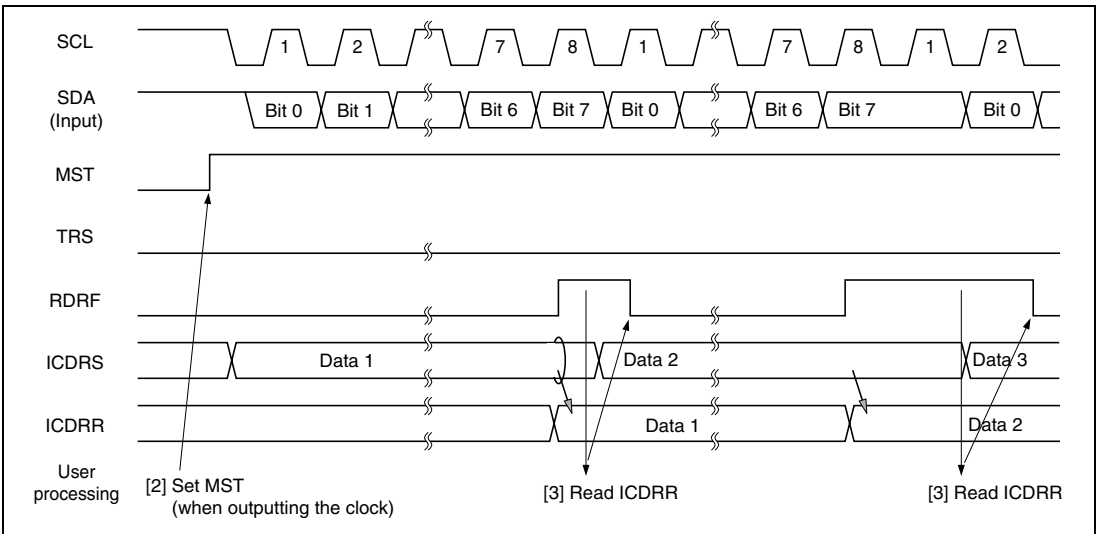 SCL 1 2 7 8 1 7 8 1 2
SDA
(Input) Bit 0 Bit 1 Bit 6 Bit 7 Bit 0 Bit 6 Bit 7 Bit 0
MST
TRS
RDRF
ICDRS Data 1 Data 2 Data 3
ICDRR Data 1 Data 2
User
processing
[2] Set MST
(when outputting the clock)
[3] Read ICDRR
[3] Read ICDRR